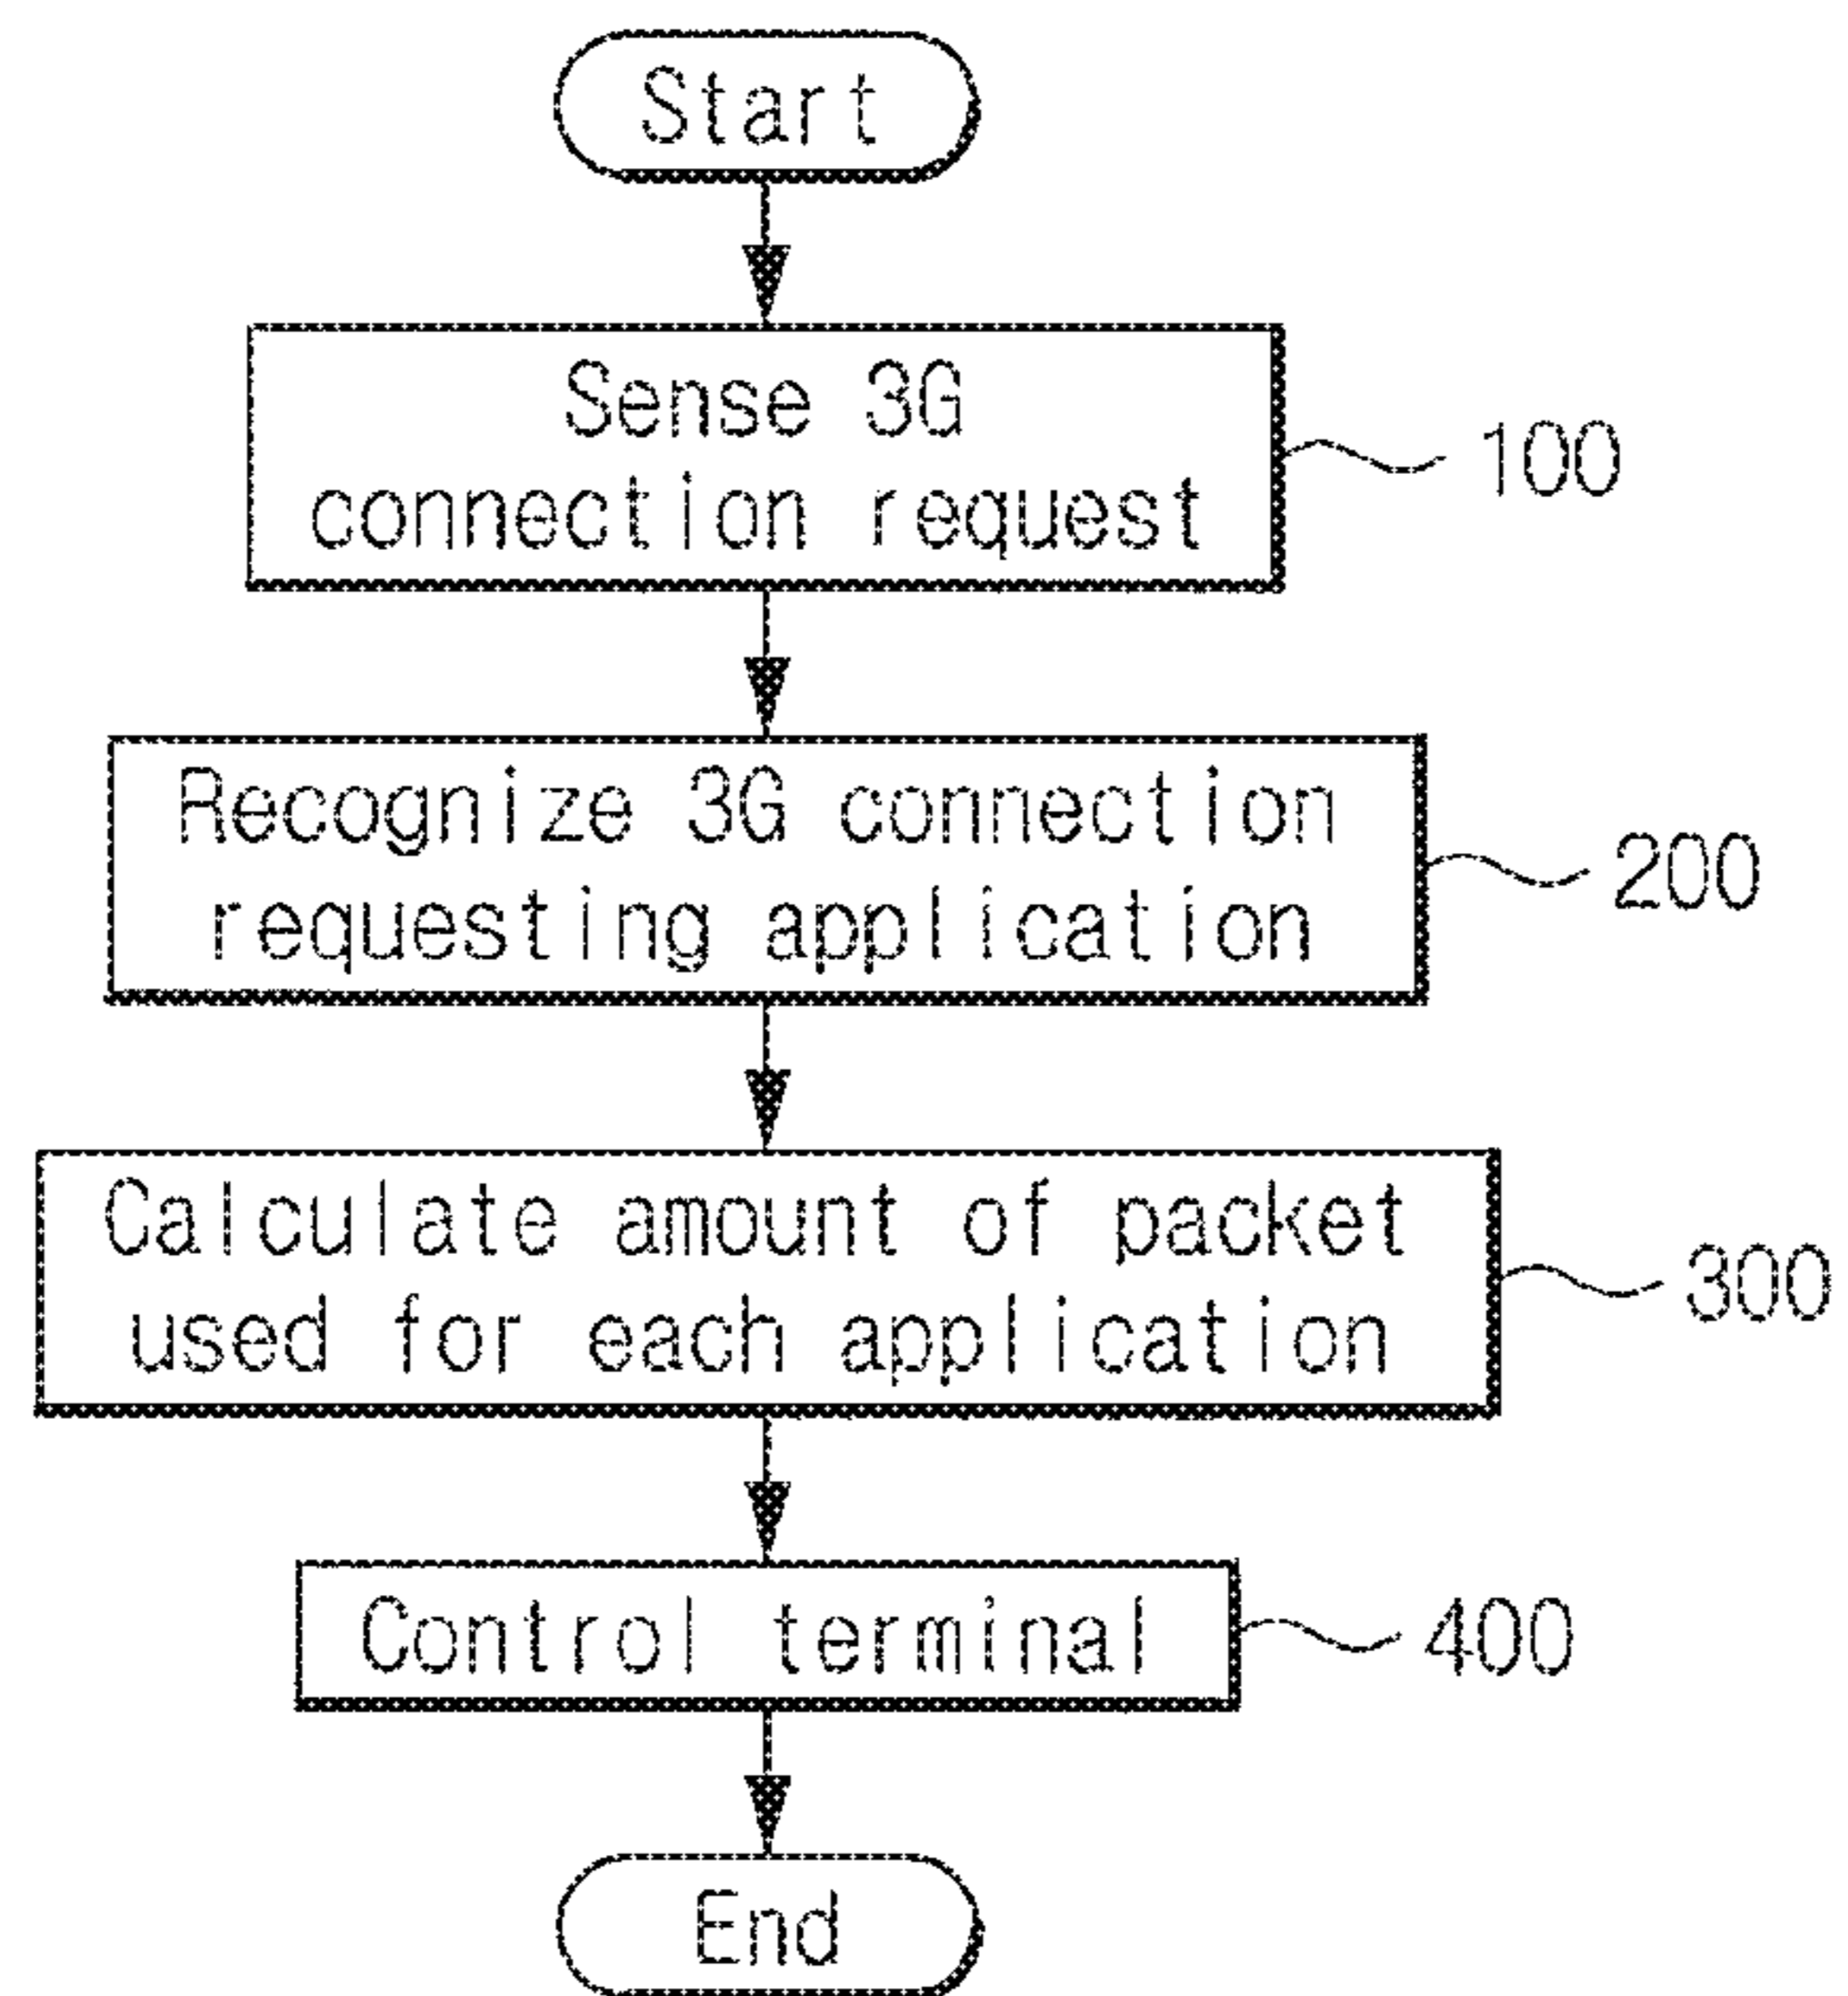 Start
Sense 3G
connection request
100
Recognize 3G connection
requesting application
200
Calculate amount of packet
used for each application
300
Control terminal
400
End